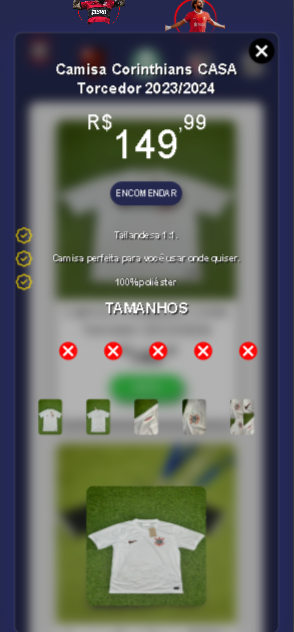 Camisa Corinthians CASA
Torcedor 2023/2024
R$ 149,99
ENCOMENDAR
Tailandesa 1:1.
Camisa perfeita para você usar onde quiser.
100% poliéster
TAMANHOS